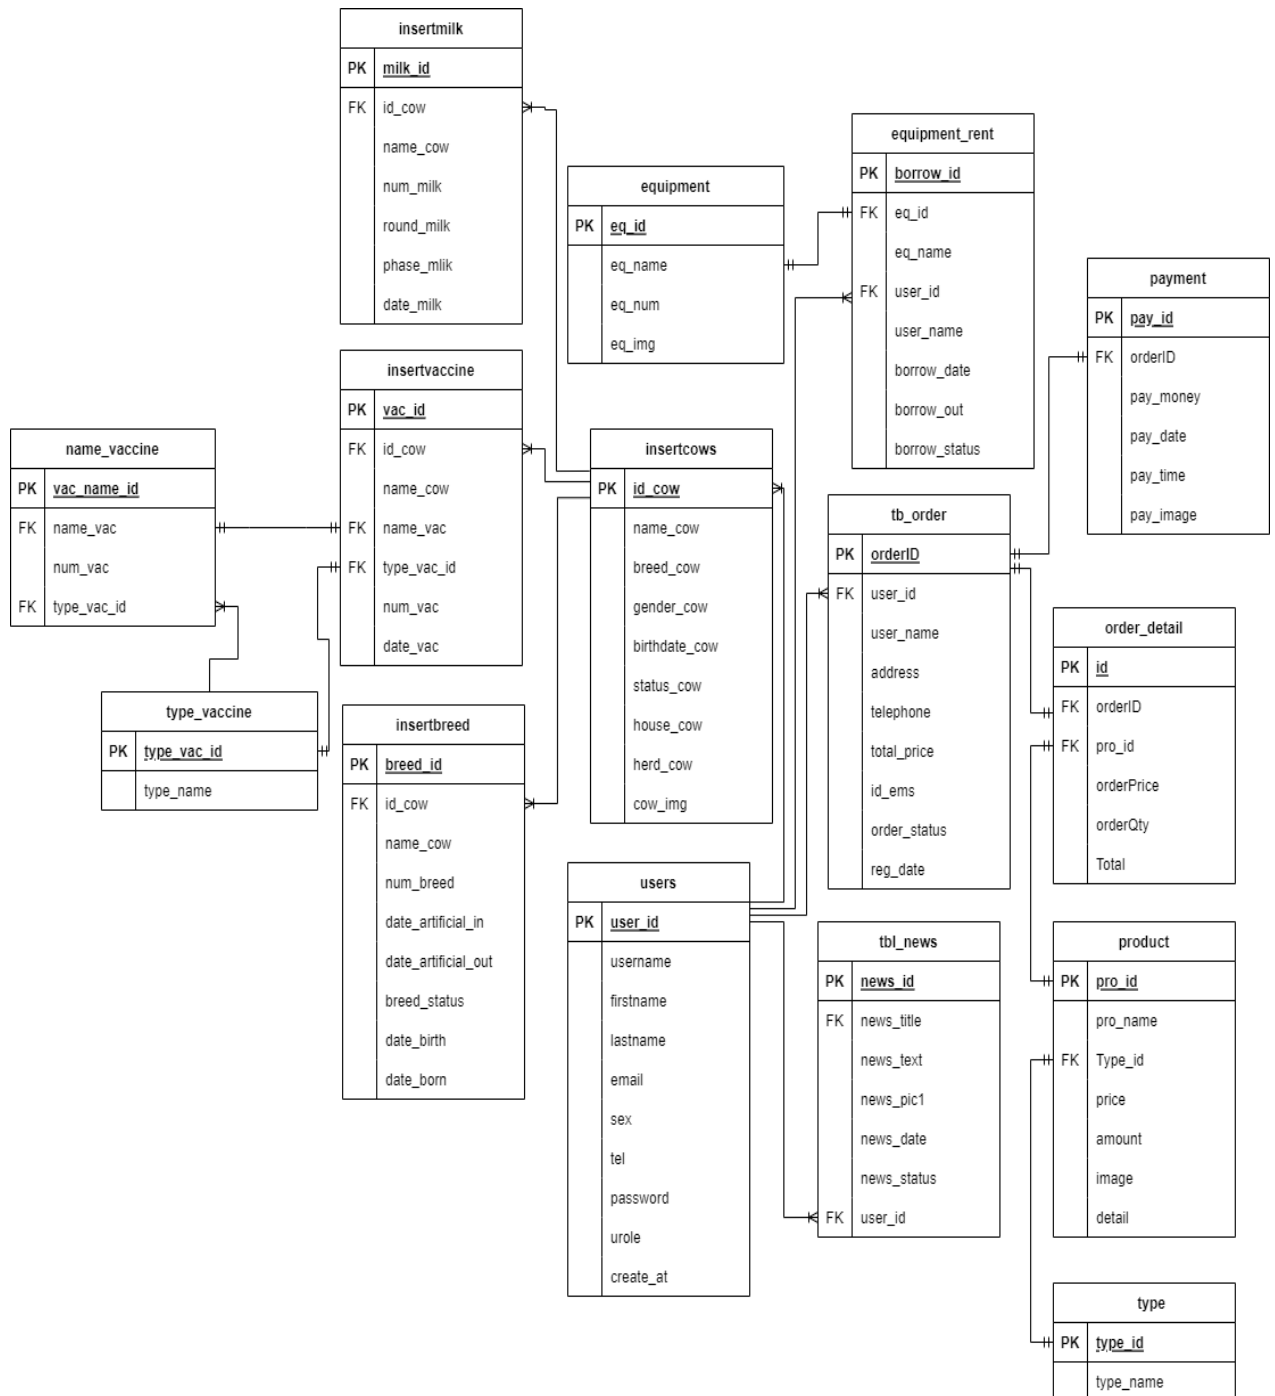 insertmilk
PK milk_id
FK id_cow
name_cow
num_milk
round_milk
phase_mlik
date_milk
equipment
PK eq_id
eq_name
eq_num
eq_img
equipment_rent
PK borrow_id
FK eq_id
eq_name
FK user_id
user_name
borrow_date
borrow_out
borrow_status
payment
PK pay_id
FK orderID
pay_money
pay_date
pay_time
pay_image
name_vaccine
PK vac_name_id
FK name_vac
num_vac
FK type_vac_id
insertvaccine
PK vac_id
FK id_cow
name_cow
FK name_vac
FK type_vac_id
num_vac
date_vac
insertcows
PK id_cow
name_cow
breed_cow
gender_cow
birthdate_cow
status_cow
house_cow
herd_cow
cow_img
tb_order
PK orderID
FK user_id
user_name
address
telephone
total_price
id_ems
order_status
reg_date
order_detail
PK id
FK orderID
FK pro_id
orderPrice
orderQty
Total
type_vaccine
PK type_vac_id
type_name
insertbreed
PK breed_id
FK id_cow
name_cow
num_breed
date_artificial_in
date_artificial_out
breed_status
date_birth
date_born
users
PK user_id
username
firstname
lastname
email
sex
tel
password
urole
create_at
tbl_news
PK news_id
FK news_title
news_text
news_pic1
news_date
news_status
FK user_id
product
PK pro_id
pro_name
FK Type_id
price
amount
image
detail
type
PK type_id
type_name